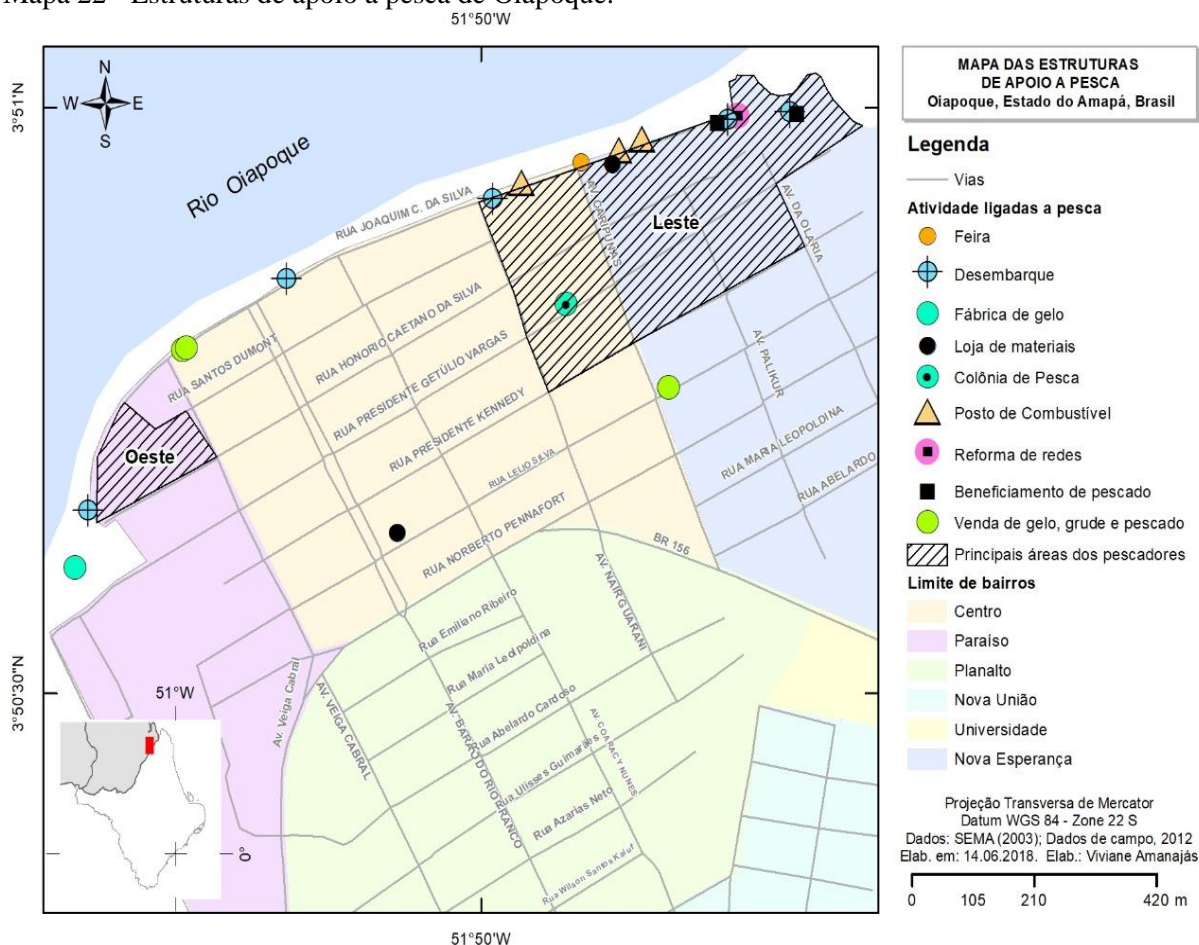 Mapa 22 - Estruturas de apoio à pesca de Oiapoque.
51°50'W
N
W E
S
3°51'N
Rio Oiapoque
RUA JOAQUIM C. DA SILVA
AV. CARIPUNAS
AV. DA OLARIA
Leste
RUA HONORIO CAETANO DA SILVA
RUA SANTOS DUMONT
RUA PRESIDENTE GETÚLIO VARGAS
AV. PALIKUR
RUA PRESIDENTE KENNEDY
Oeste
RUA LELIO SILVA
RUA MARIA LEOPOLDINA
RUA ABELARDO
RUA NORBERTO PENNAFORT
BR 156
AV. NAIR GUARANI
Rua Emiliano Ribeiro
Rua Maria Leopoldina
3°50'30"N
51°W
Av. Veiga Cabral
AV. VEIGA CABRAL
Rua Abelardo Cardoso
AV. BARÃO DO RIO BRANCO
AV. COARACY NUNES
Rua Ulisses Guimarães
Rua Azarias Neto
Rua Wilson Santos Kaluf
0°
51°50'W
MAPA DAS ESTRUTURAS
DE APOIO A PESCA
Oiapoque, Estado do Amapá, Brasil
Legenda
Vias
Atividade ligadas a pesca
Feira
Desembarque
Fábrica de gelo
Loja de materiais
Colônia de Pesca
Posto de Combustível
Reforma de redes
Beneficiamento de pescado
Venda de gelo, grude e pescado
Principais áreas dos pescadores
Limite de bairros
Centro
Paraíso
Planalto
Nova União
Universidade
Nova Esperança
Projeção Transversa de Mercator
Datum WGS 84 - Zone 22 S
Dados: SEMA (2003); Dados de campo, 2012
Elab. em: 14.06.2018. Elab.: Viviane Amanajás
0 105 210 420 m